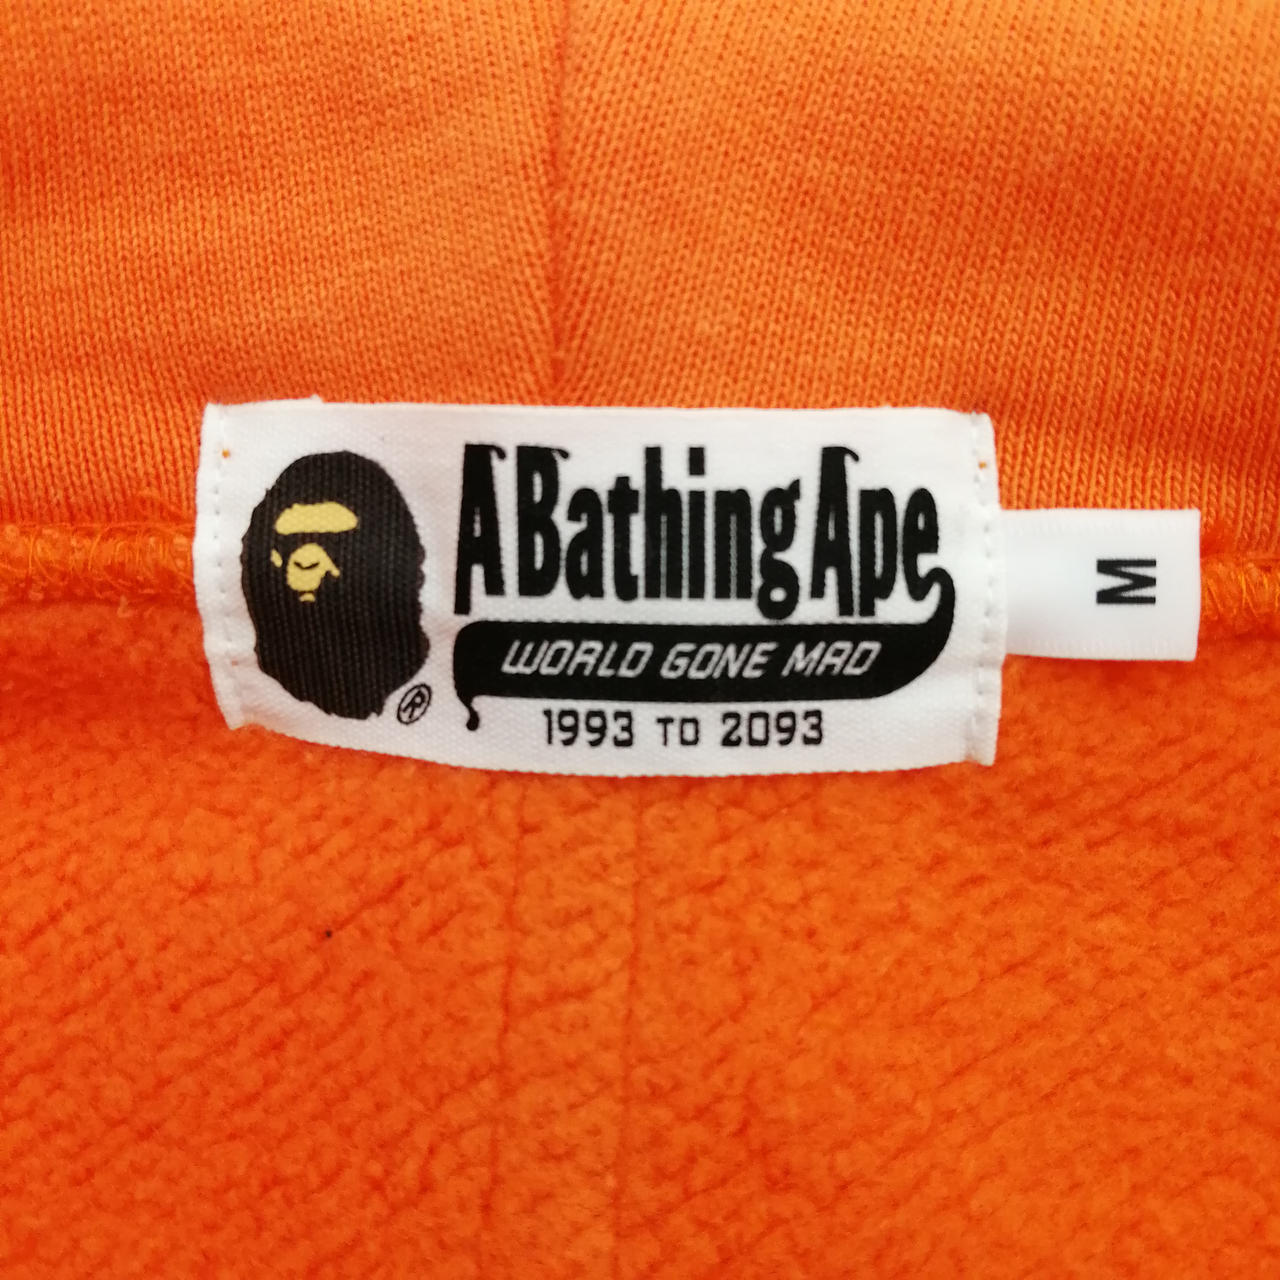 A Bathing Ape
WORLD GONE MAD
1993 TO 2093
®
M